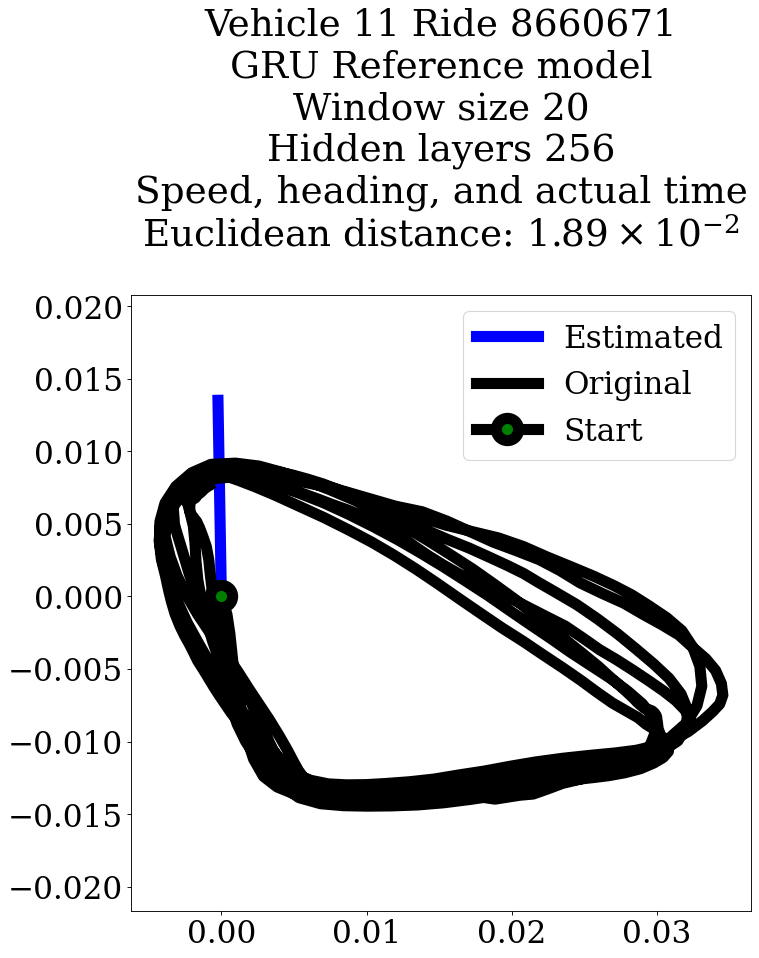 Vehicle 11 Ride 8660671
GRU Reference model
Window size 20
Hidden layers 256
Speed, heading, and actual time
Euclidean distance: 1.89 × 10⁻²
Estimated
Original
Start
0.020
0.015
0.010
0.005
0.000
−0.005
−0.010
−0.015
−0.020
0.00 0.01 0.02 0.03